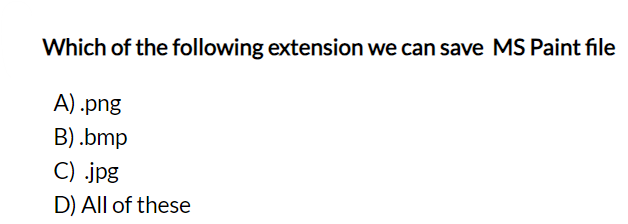 Which of the following extension we can save MS Paint file
A) .png
B) .bmp
C) .jpg
D) All of these